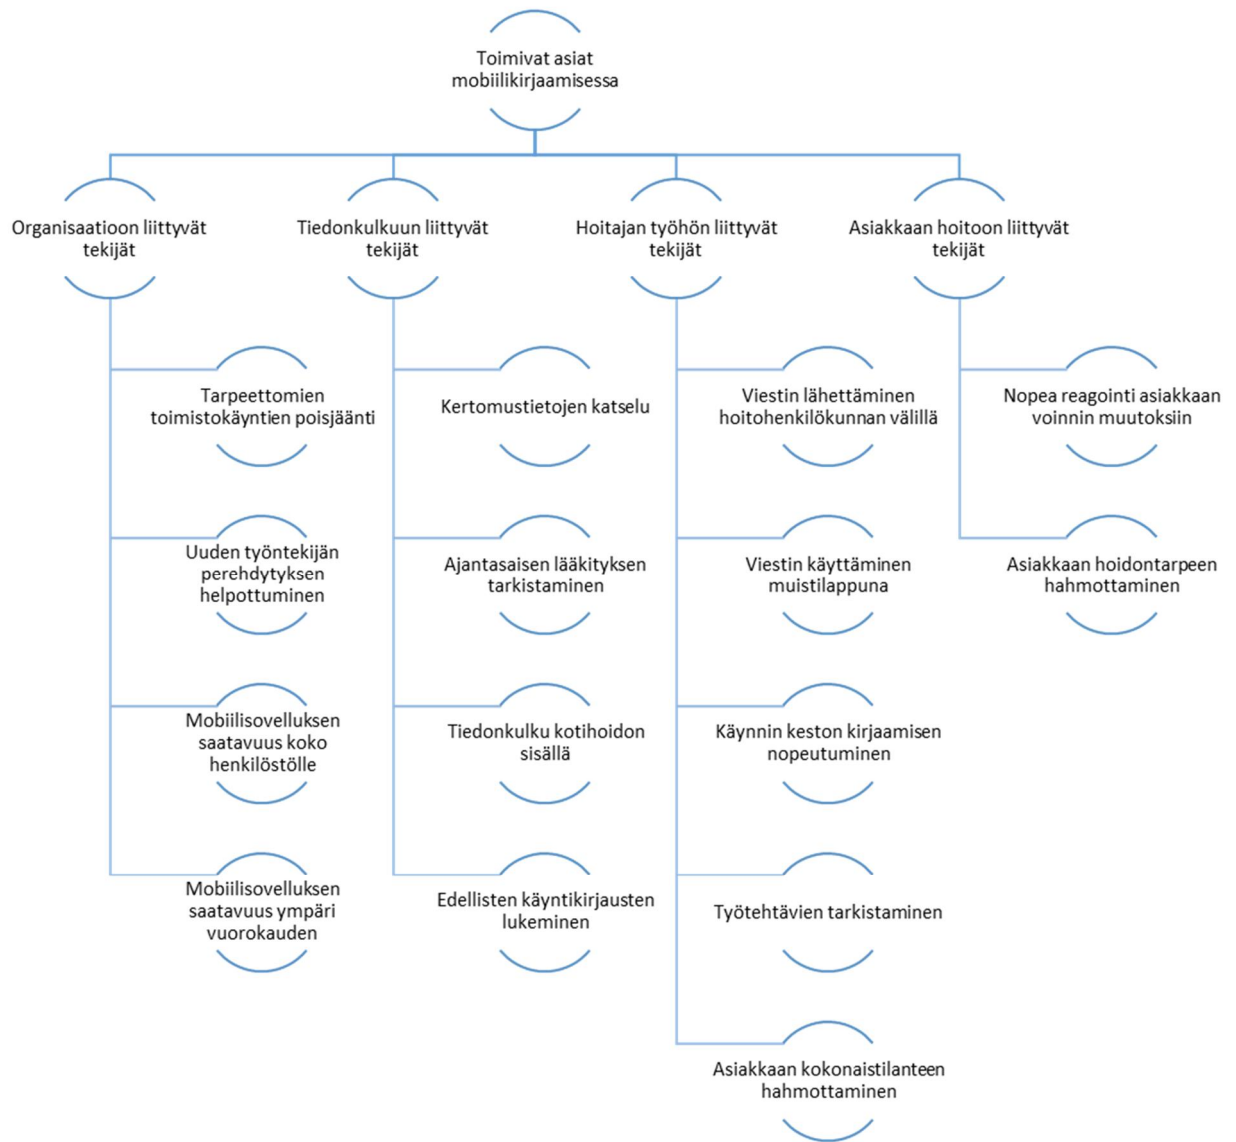 Toimivat asiat
mobiilikirjaamisessa
Organisaatioon liittyvät
tekijät
Tiedonkulkuun liittyvät
tekijät
Hoitajan työhön liittyvät
tekijät
Asiakkaan hoitoon liittyvät
tekijät
Tarpeettomien
toimistokäyntien poisjäänti
Uuden työntekijän
perehdytyksen
helpottuminen
Mobiilisovelluksen
saatavuus koko
henkilöstölle
Mobiilisovelluksen
saatavuus ympäri
vuorokauden
Kertomustietojen katselu
Ajantasaisen lääkityksen
tarkistaminen
Tiedonkulku kotihoidon
sisällä
Edellisten käyntikirjausten
lukeminen
Viestin lähettäminen
hoitohenkilökunnan välillä
Viestin käyttäminen
muistilappuna
Käynnin keston kirjaamisen
nopeutuminen
Työtehtävien tarkistaminen
Asiakkaan kokonaistilanteen
hahmottaminen
Nopea reagointi asiakkaan
voinnin muutoksiin
Asiakkaan hoidontarpeen
hahmottaminen